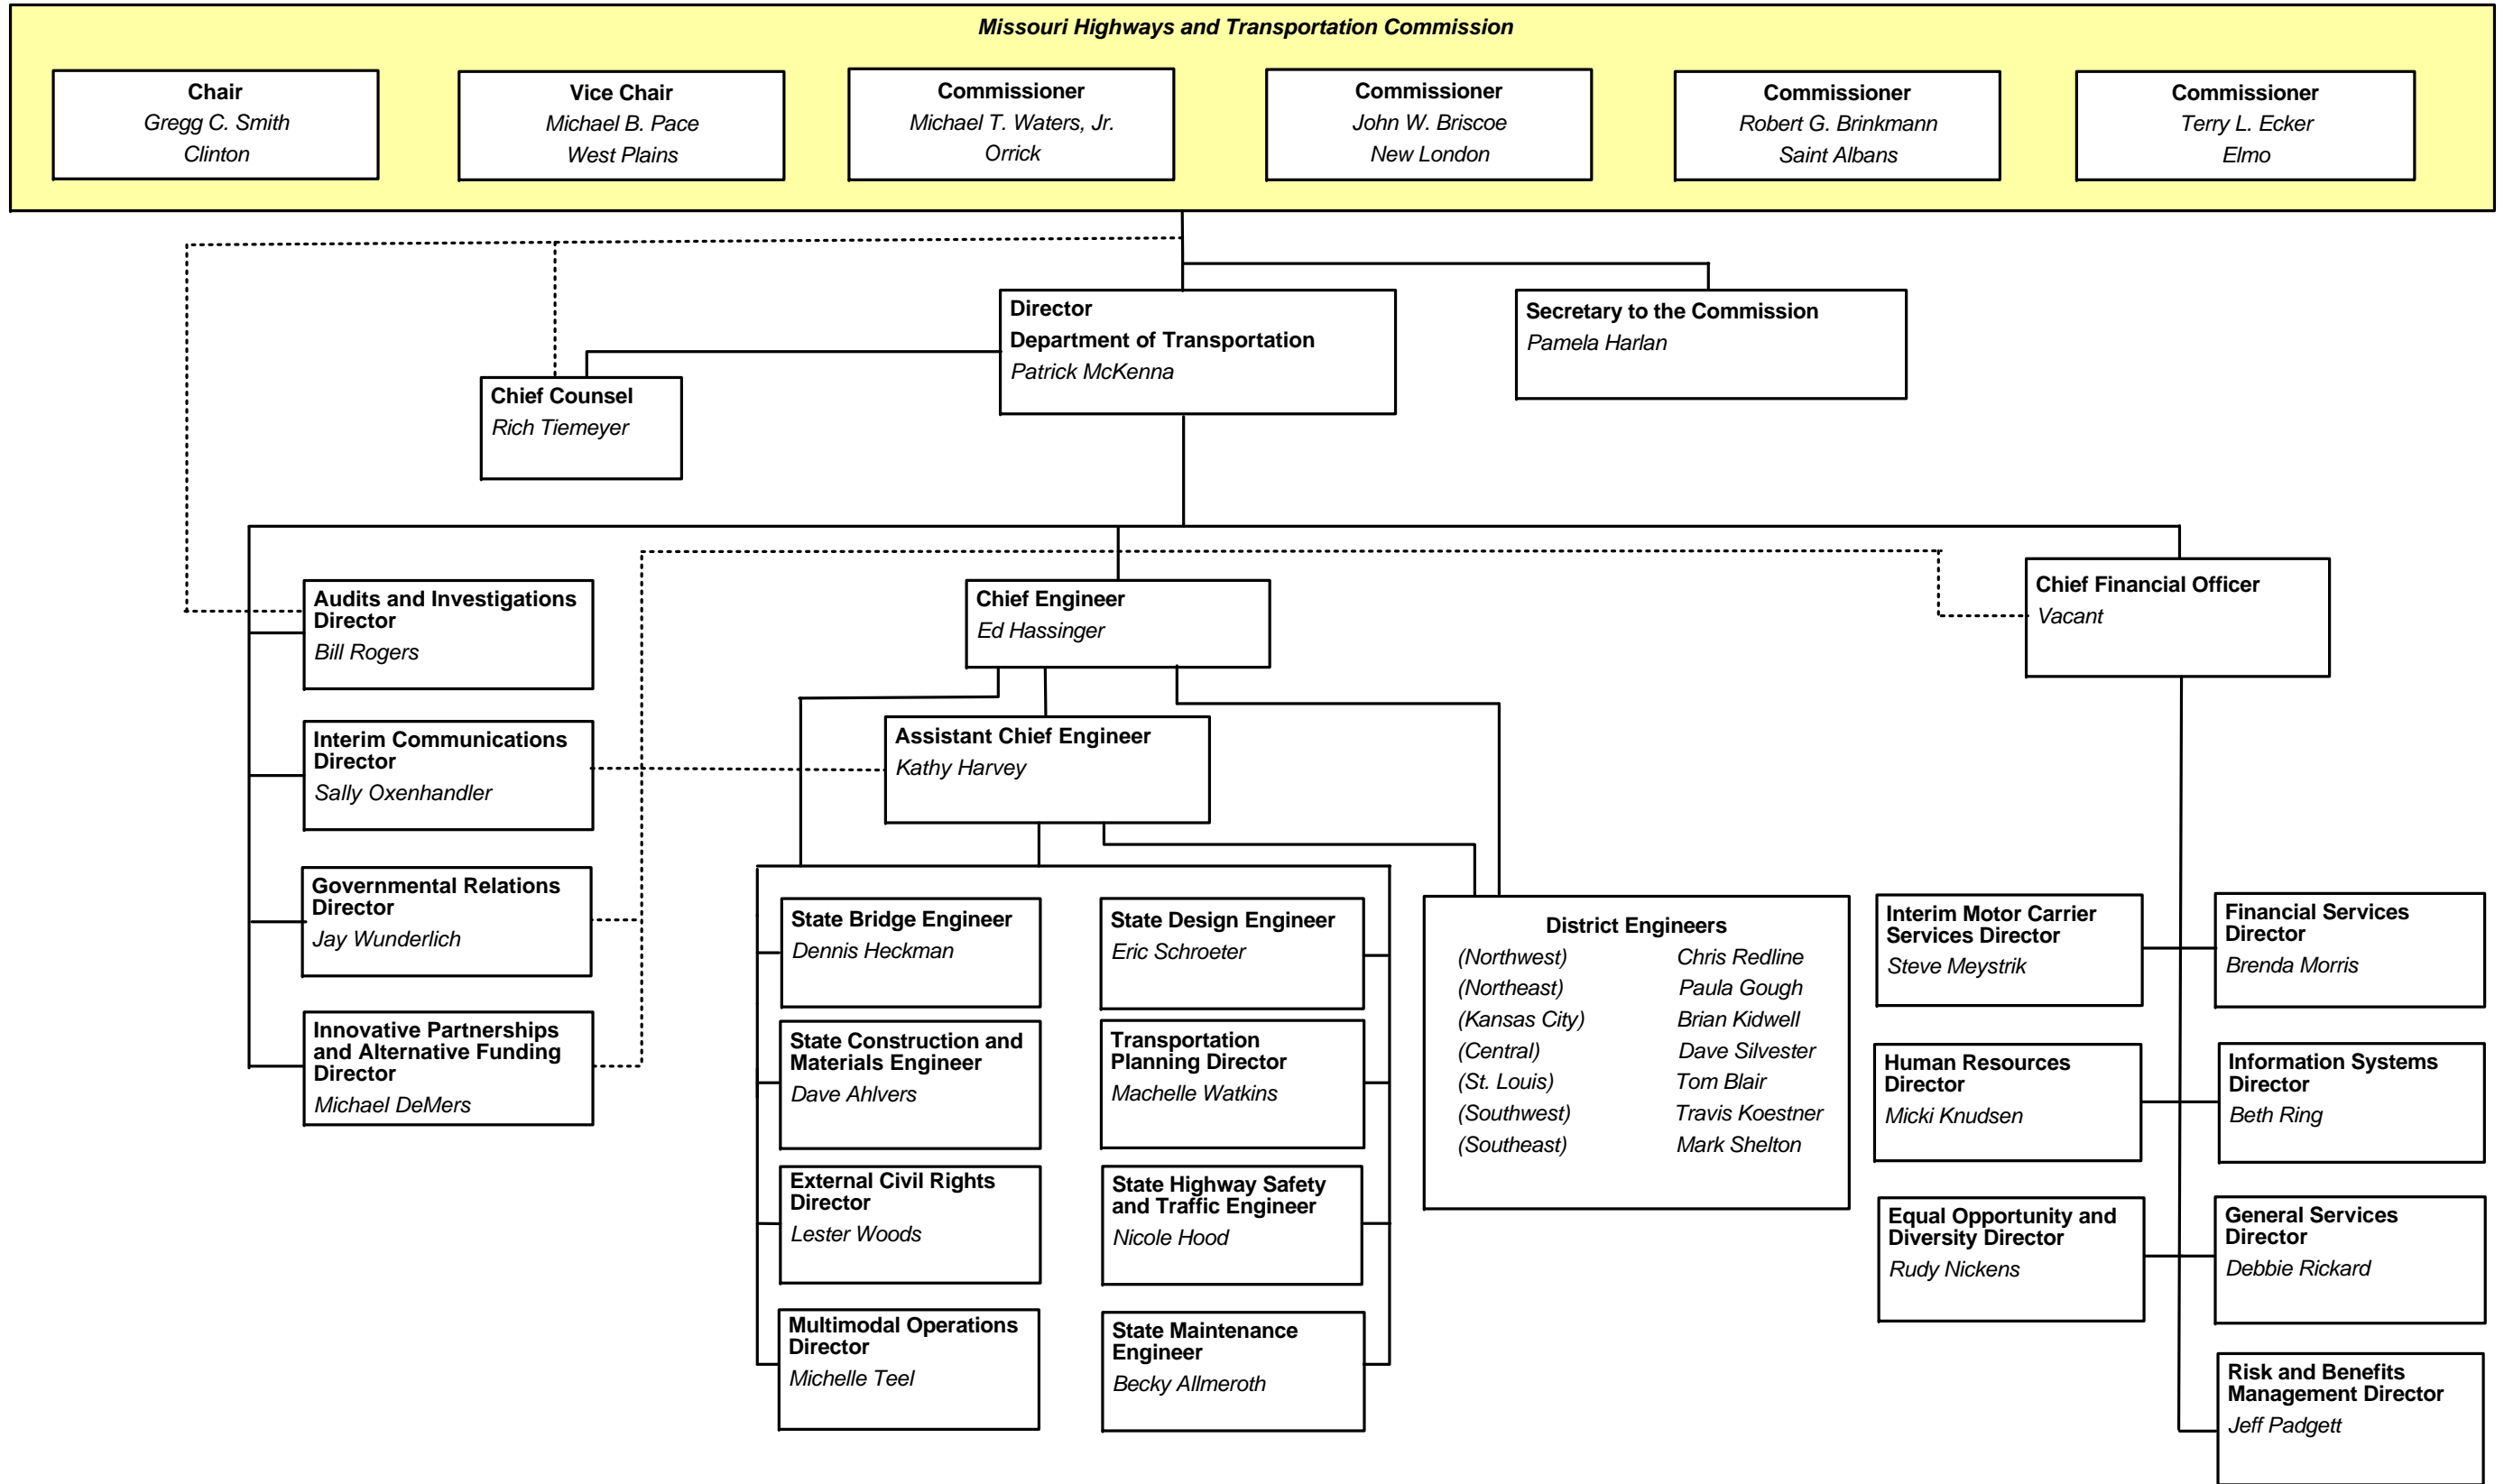 Missouri Highways and Transportation Commission
Chair
Gregg C. Smith
Clinton
Vice Chair
Michael B. Pace
West Plains
Commissioner
Michael T. Waters, Jr.
Orrick
Commissioner
John W. Briscoe
New London
Commissioner
Robert G. Brinkmann
Saint Albans
Commissioner
Terry L. Ecker
Elmo
Director
Department of Transportation
Patrick McKenna
Secretary to the Commission
Pamela Harlan
Chief Counsel
Rich Tiemeyer
Audits and Investigations
Director
Bill Rogers
Chief Engineer
Ed Hassinger
Chief Financial Officer
Vacant
Interim Communications
Director
Sally Oxenhandler
Assistant Chief Engineer
Kathy Harvey
Governmental Relations
Director
Jay Wunderlich
Innovative Partnerships
and Alternative Funding
Director
Michael DeMers
State Bridge Engineer
Dennis Heckman
State Design Engineer
Eric Schroeter
State Construction and
Materials Engineer
Dave Ahlvers
Transportation
Planning Director
Machelle Watkins
External Civil Rights
Director
Lester Woods
State Highway Safety
and Traffic Engineer
Nicole Hood
Multimodal Operations
Director
Michelle Teel
State Maintenance
Engineer
Becky Allmeroth
District Engineers
(Northwest) Chris Redline
(Northeast) Paula Gough
(Kansas City) Brian Kidwell
(Central) Dave Silvester
(St. Louis) Tom Blair
(Southwest) Travis Koestner
(Southeast) Mark Shelton
Interim Motor Carrier
Services Director
Steve Meystrik
Financial Services
Director
Brenda Morris
Human Resources
Director
Micki Knudsen
Information Systems
Director
Beth Ring
Equal Opportunity and
Diversity Director
Rudy Nickens
General Services
Director
Debbie Rickard
Risk and Benefits
Management Director
Jeff Padgett